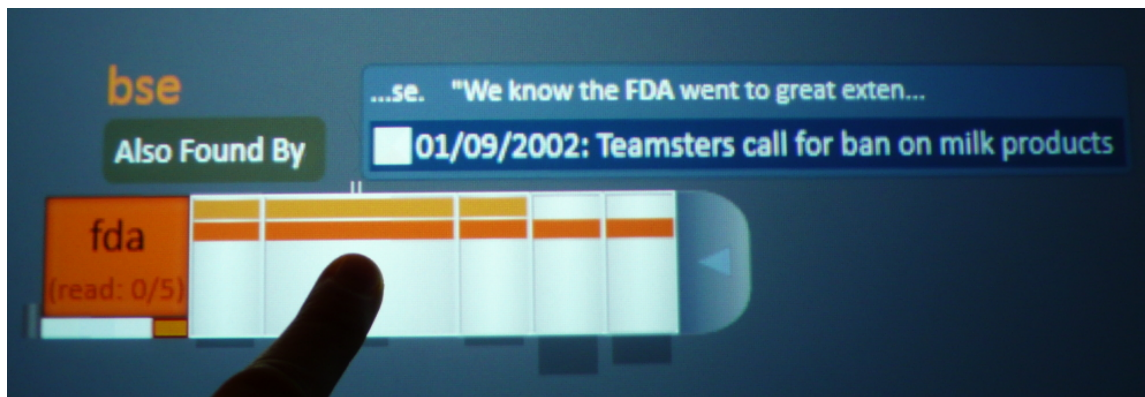 bse
...se. "We know the FDA went to great exten...
Also Found By
01/09/2002: Teamsters call for ban on milk products
fda
(read: 0/5)